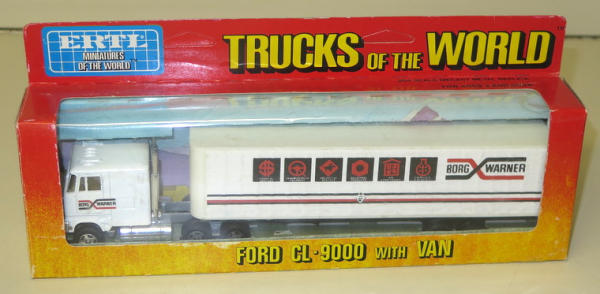 ERTL
MINIATURES
OF THE WORLD
TRUCKS OF THE WORLD
BORG WARNER
BORG WARNER
FORD CL-9000 WITH VAN